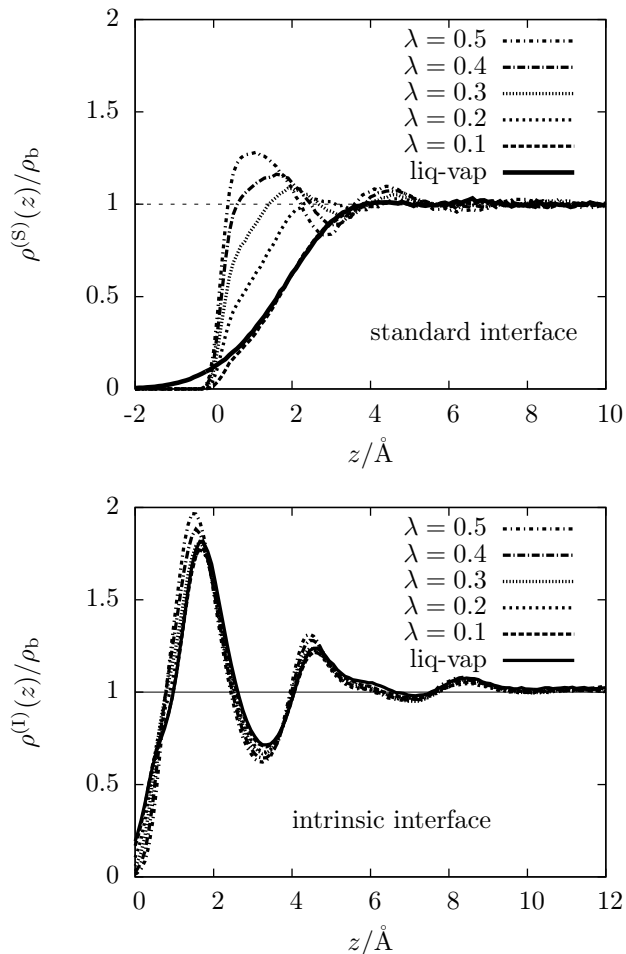 2
1.5
1
0.5
0
ρ(S)(z)/ρb
λ = 0.5
λ = 0.4
λ = 0.3
λ = 0.2
λ = 0.1
liq-vap
standard interface
-2 0 2 4 6 8 10
z/Å
2
1.5
1
0.5
0
ρ(I)(z)/ρb
λ = 0.5
λ = 0.4
λ = 0.3
λ = 0.2
λ = 0.1
liq-vap
intrinsic interface
0 2 4 6 8 10 12
z/Å